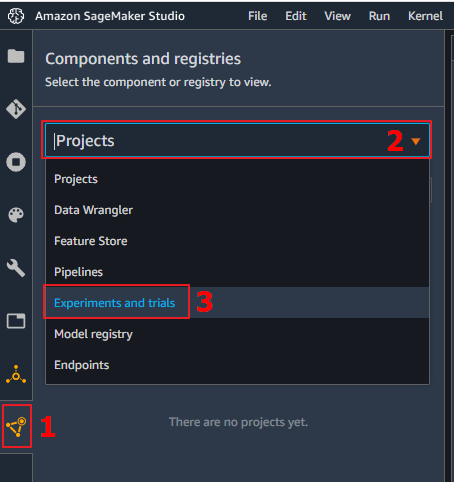 Amazon SageMaker Studio File Edit View Run Kernel
Components and registries
Select the component or registry to view.
Projects 2
Projects
Data Wrangler
Feature Store
Pipelines
Experiments and trials 3
Model registry
Endpoints
1 There are no projects yet.